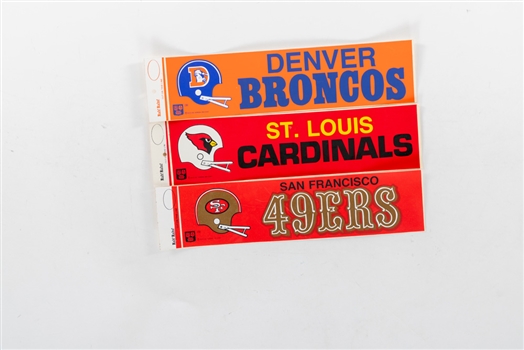 DENVER
BRONCOS
ST. LOUIS
CARDINALS
SAN FRANCISCO
49ERS